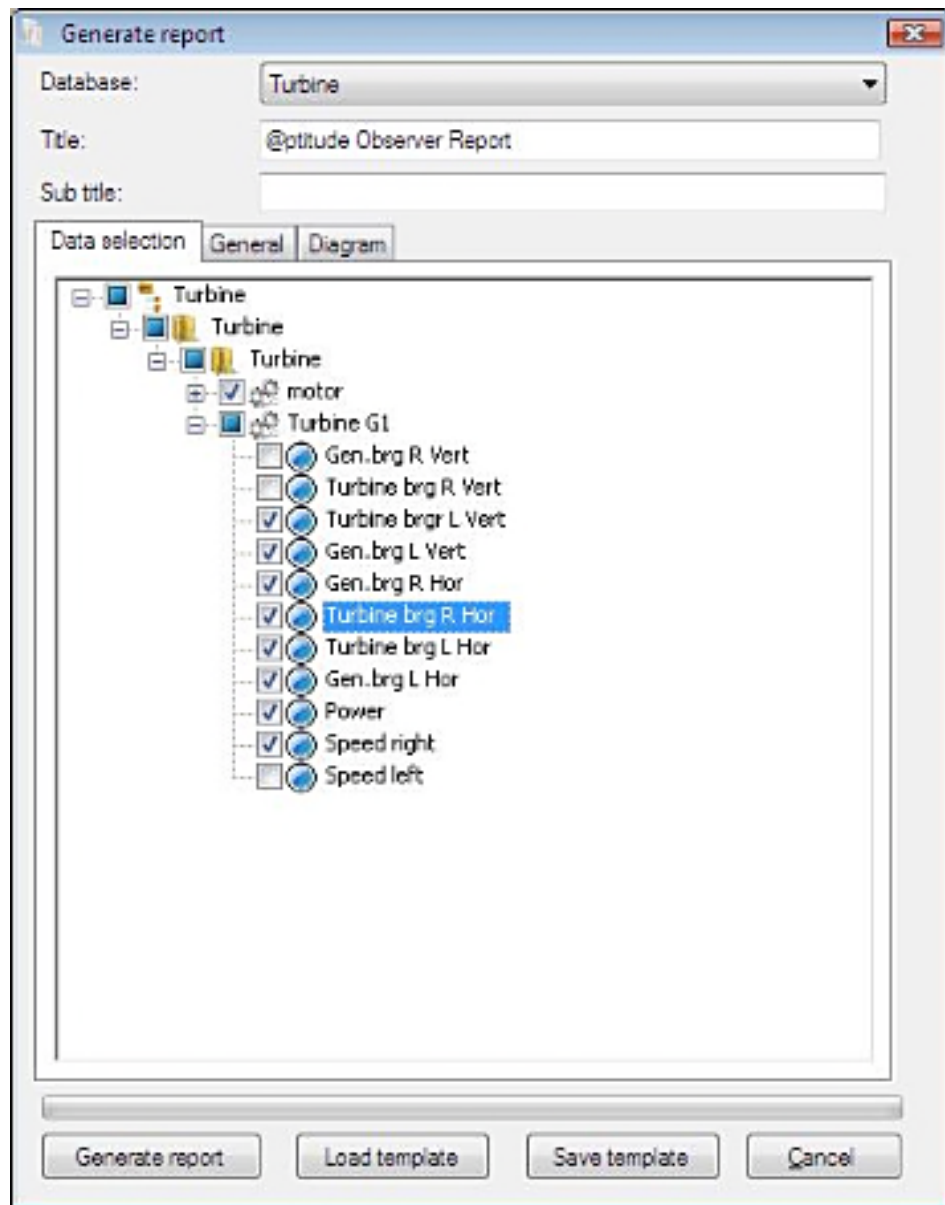 Generate report
Database: Turbine
Title: @ptitude Observer Report
Sub title:
Data selection General Diagram
Turbine
Turbine
Turbine
motor
Turbine G1
Gen.brg R Vert
Turbine brg R Vert
Turbine brgr L Vert
Gen.brg L Vert
Gen.brg R Hor
Turbine brg R Hor
Turbine brg L Hor
Gen.brg L Hor
Power
Speed right
Speed left
Generate report Load template Save template Cancel